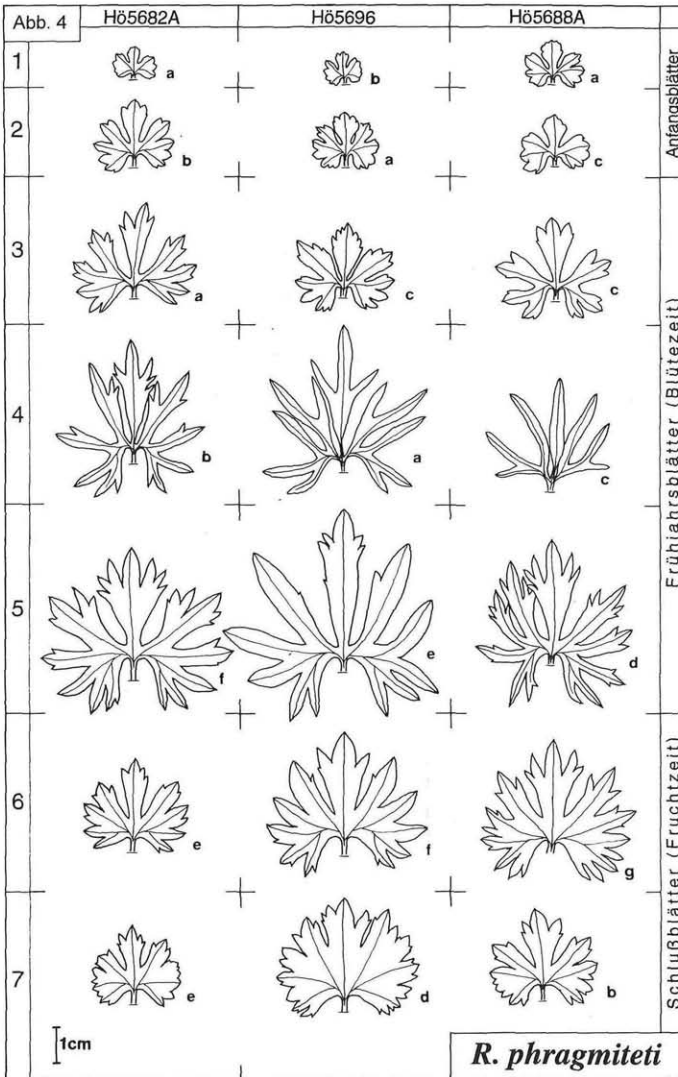 Abb. 4 Hö5682A Hö5696 Hö5688A
1 a b a
2 b a c
3 a c c
4 b a c
5 f e d
6 e f g
7 e d b
Anfangsblätter
Frühjahrsblätter (Blütezeit)
Schlußblätter (Fruchtzeit)
1cm
R. phragmiteti